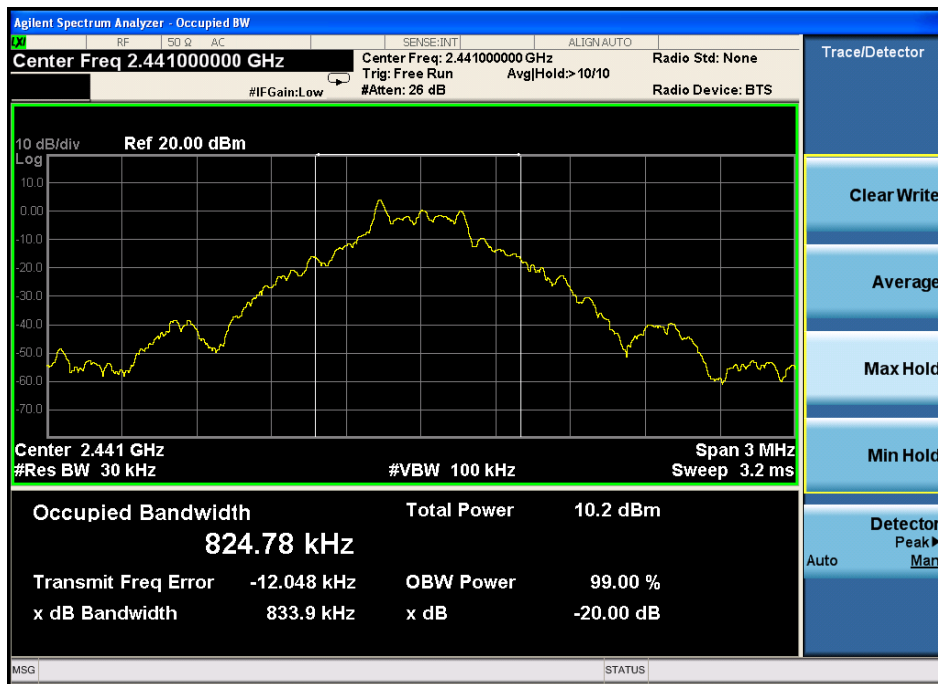 Agilent Spectrum Analyzer - Occupied BW
LXI RF 50 Ω AC SENSE:INT ALIGN AUTO
Center Freq 2.441000000 GHz
Center Freq: 2.441000000 GHz Radio Std: None
Trig: Free Run Avg|Hold:> 10/10
#IFGain:Low #Atten: 26 dB Radio Device: BTS
10 dB/div Ref 20.00 dBm
Log
10.0
0.00
-10.0
-20.0
-30.0
-40.0
-50.0
-60.0
-70.0
Center 2.441 GHz Span 3 MHz
#Res BW 30 kHz #VBW 100 kHz Sweep 3.2 ms
Occupied Bandwidth Total Power 10.2 dBm
824.78 kHz
Transmit Freq Error -12.048 kHz OBW Power 99.00 %
x dB Bandwidth 833.9 kHz x dB -20.00 dB
MSG STATUS
Trace/Detector
Clear Write
Average
Max Hold
Min Hold
Detector
Peak▶
Auto Man